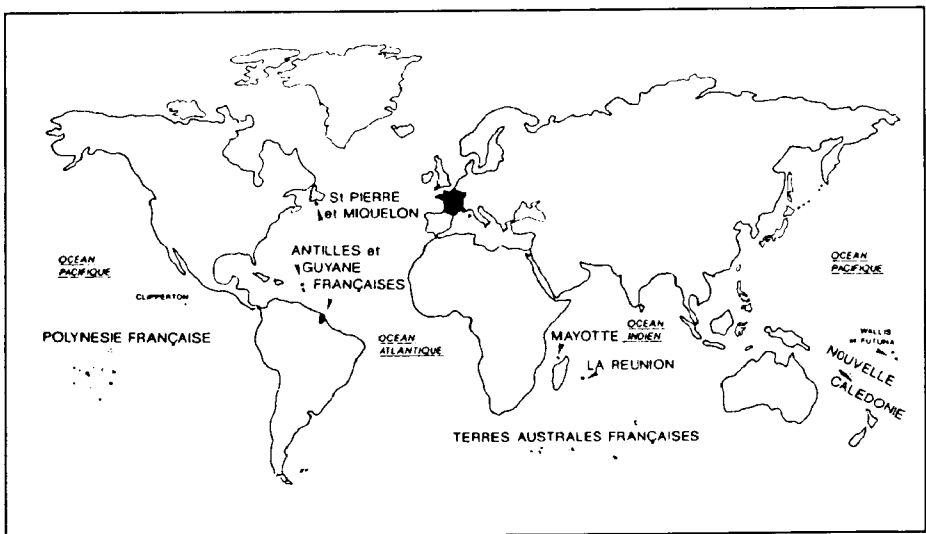 St PIERRE
et MIQUELON
ANTILLES et
GUYANE
FRANÇAISES
OCEAN
PACIFIQUE
CLIPPERTON
POLYNESIE FRANÇAISE
OCEAN
ATLANTIQUE
MAYOTTE
OCEAN
INDIEN
LA REUNION
TERRES AUSTRALES FRANÇAISES
OCEAN
PACIFIQUE
WALLIS
et FUTUNA
NOUVELLE
CALEDONIE